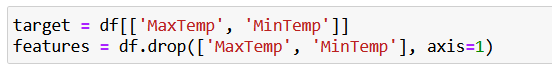 target = df[['MaxTemp', 'MinTemp']]
features = df.drop(['MaxTemp', 'MinTemp'], axis=1)